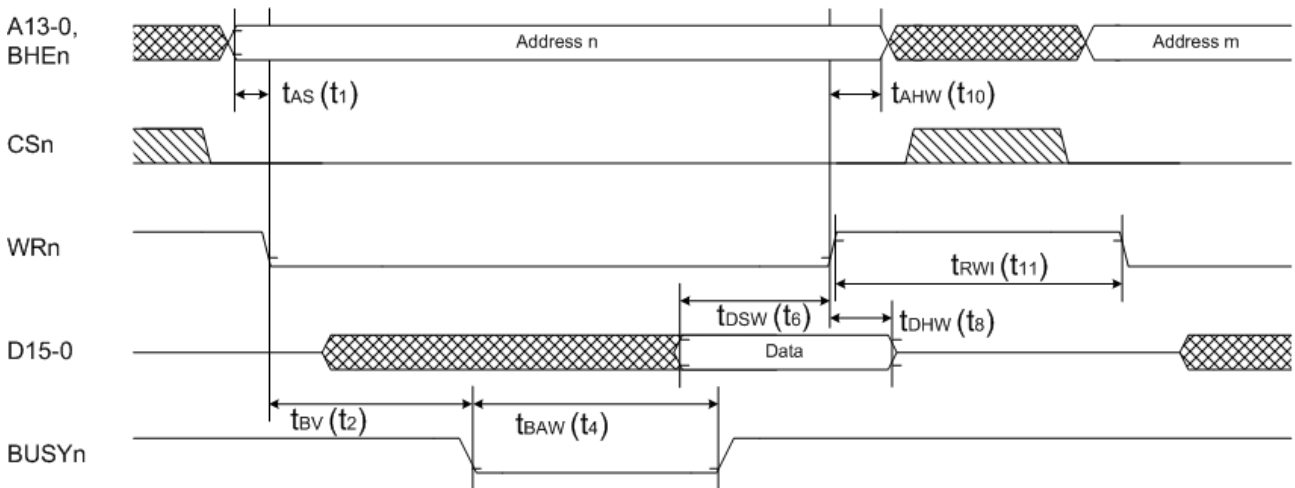 A13-0,
BHEn
Address n
Address m
tAS (t1)
tAHW (t10)
CSn
WRn
tRWI (t11)
tDSW (t6)
tDHW (t8)
D15-0
Data
tBV (t2)
tBAW (t4)
BUSYn